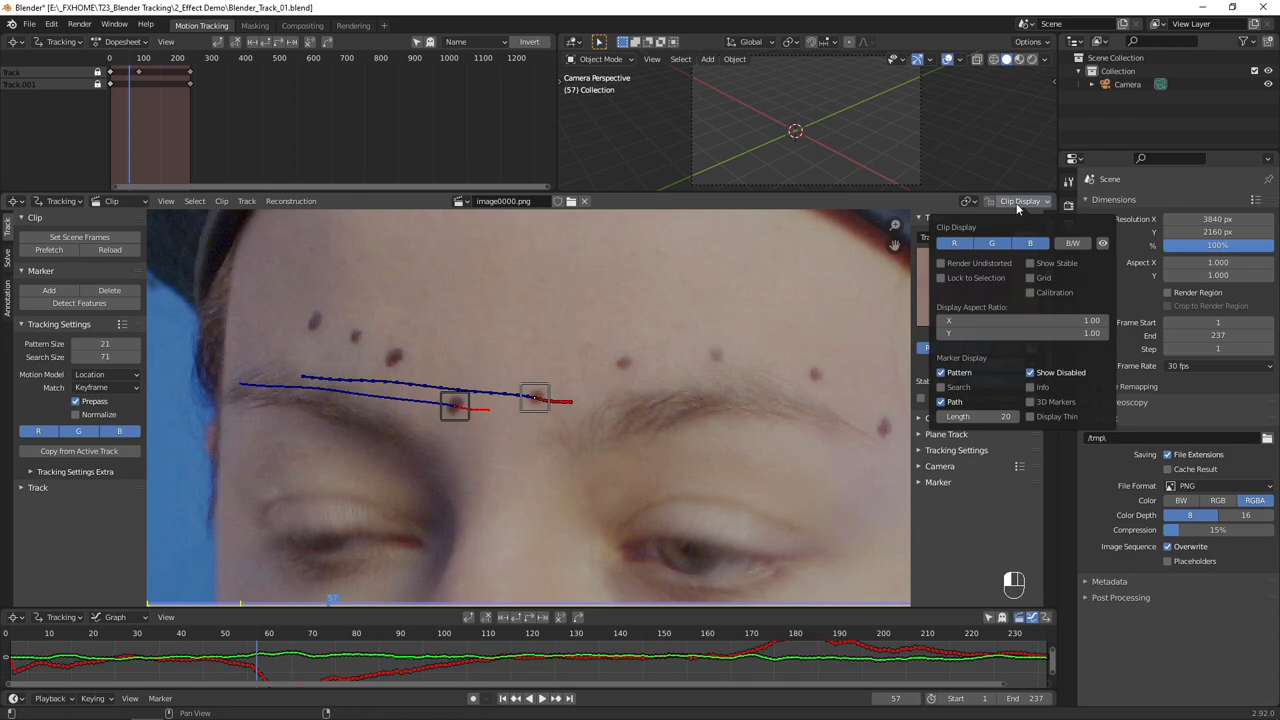 Blender* [E:\_FXHOME\T23_Blender Tracking\2_Effect Demo\Blender_Track_01.blend]
File Edit Render Window Help Motion Tracking Masking Compositing Rendering Scene View Layer
Tracking Dopesheet View Name Invert
Global Options
0 100 200 300 400 500 600 700 800 900 1000 1100 1200
Object Mode View Select Add Object
Track
Track.001
Camera Perspective
(57) Collection
Scene Collection
Collection
Camera
Tracking Clip View Select Clip Track Reconstruction image0000.png Clip Display
Track
Solve
Annotation
Clip
Set Scene Frames
Prefetch Reload
Marker
Add Delete
Detect Features
Tracking Settings
Pattern Size 21
Search Size 71
Motion Model Location
Match Keyframe
Prepass
Normalize
R G B
Copy from Active Track
Tracking Settings Extra
Track
Clip Display
R G B B/W
Render Undistorted Show Stable
Lock to Selection Grid
Calibration
Display Aspect Ratio:
X 1.00
Y 1.00
Marker Display
Pattern Show Disabled
Search Info
Path 3D Markers
Length 20 Display Thin
Plane Track
Tracking Settings
Camera
Marker
Scene
Dimensions
Resolution X 3840 px
Y 2160 px
% 100%
Aspect X 1.000
Y 1.000
Render Region
Crop to Render Region
Frame Start 1
End 237
Step 1
Frame Rate 30 fps
/tmp\
Saving File Extensions
Cache Result
File Format PNG
Color BW RGB RGBA
Color Depth 8 16
Compression 15%
Image Sequence Overwrite
Placeholders
Metadata
Post Processing
57
Tracking Graph View
0 10 20 30 40 50 60 70 80 90 100 110 120 130 140 150 160 170 180 190 200 210 220 230
Playback Keying View Marker 57 Start 1 End 237
Pan View 2.92.0